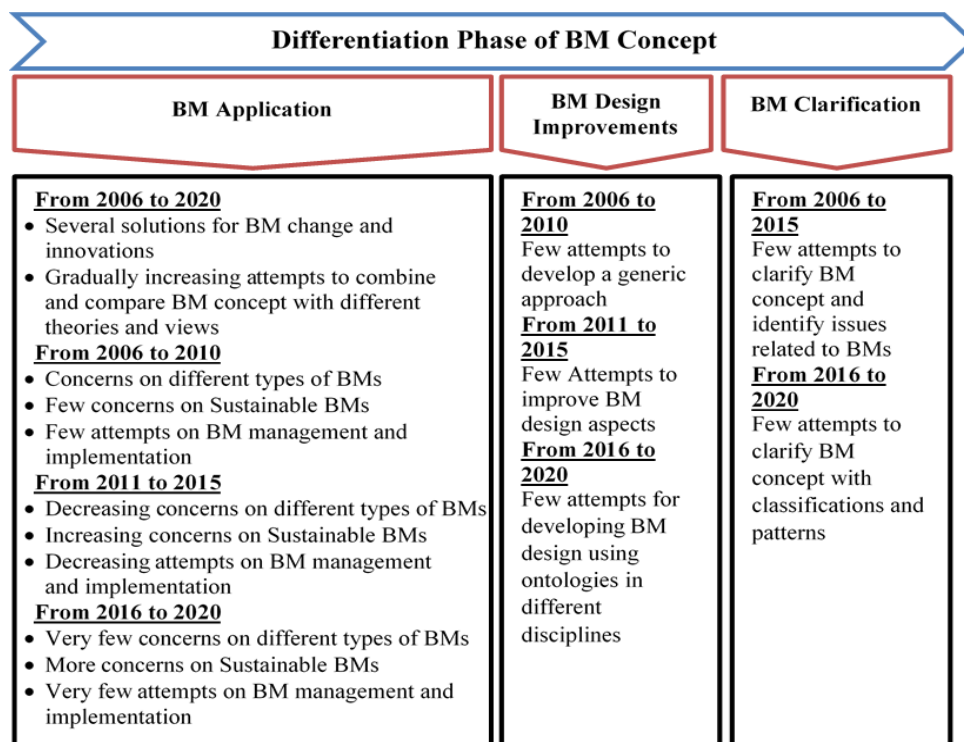 Differentiation Phase of BM Concept
BM Application
BM Design
Improvements
BM Clarification
From 2006 to 2020
• Several solutions for BM change and
innovations
• Gradually increasing attempts to combine
and compare BM concept with different
theories and views
From 2006 to 2010
• Concerns on different types of BMs
• Few concerns on Sustainable BMs
• Few attempts on BM management and
implementation
From 2011 to 2015
• Decreasing concerns on different types of BMs
• Increasing concerns on Sustainable BMs
• Decreasing attempts on BM management
and implementation
From 2016 to 2020
• Very few concerns on different types of BMs
• More concerns on Sustainable BMs
• Very few attempts on BM management and
implementation
From 2006 to
2010
Few attempts to
develop a generic
approach
From 2011 to
2015
Few Attempts to
improve BM
design aspects
From 2016 to
2020
Few attempts for
developing BM
design using
ontologies in
different
disciplines
From 2006 to
2015
Few attempts to
clarify BM
concept and
identify issues
related to BMs
From 2016 to
2020
Few attempts to
clarify BM
concept with
classifications and
patterns